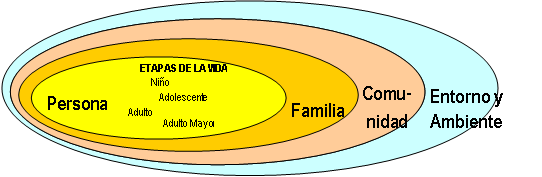 ETAPAS DE LA VIDA
Niño
Adolescente
Adulto
Adulto Mayor
Persona
Familia
Comu-
nidad
Entorno y
Ambiente